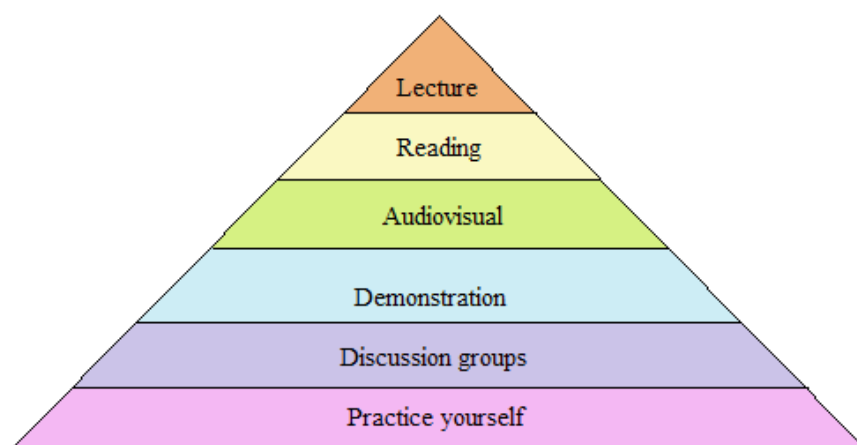 Lecture
Reading
Audiovisual
Demonstration
Discussion groups
Practice yourself